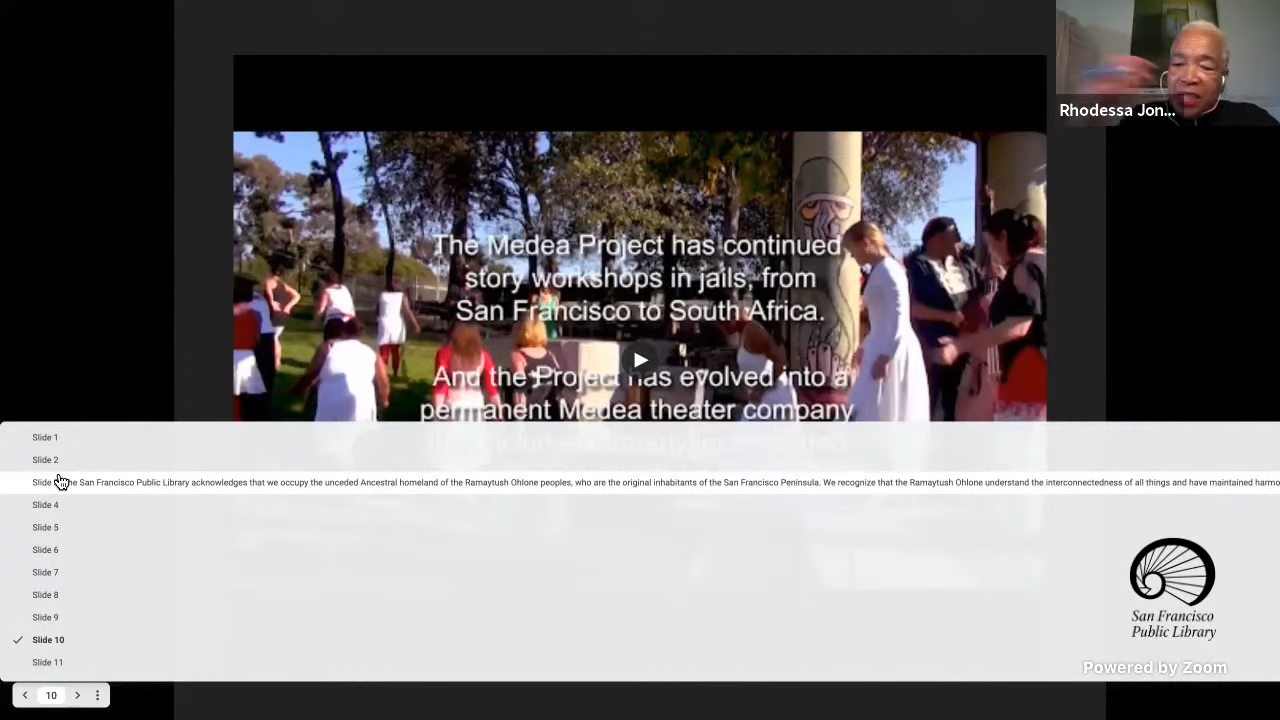 Rhodessa Jon...
The Medea Project has continued
story workshops in jails, from
San Francisco to South Africa.
And the Project has evolved into a
permanent Medea theater company
Slide 1
Slide 2
Slide San Francisco Public Library acknowledges that we occupy the unceded Ancestral homeland of the Ramaytush Ohlone peoples, who are the original inhabitants of the San Francisco Peninsula. We recognize that the Ramaytush Ohlone understand the interconnectedness of all things and have maintained harmo
Slide 4
Slide 5
Slide 6
Slide 7
Slide 8
Slide 9
Slide 10
Slide 11
San Francisco
Public Library
Powered by Zoom
10